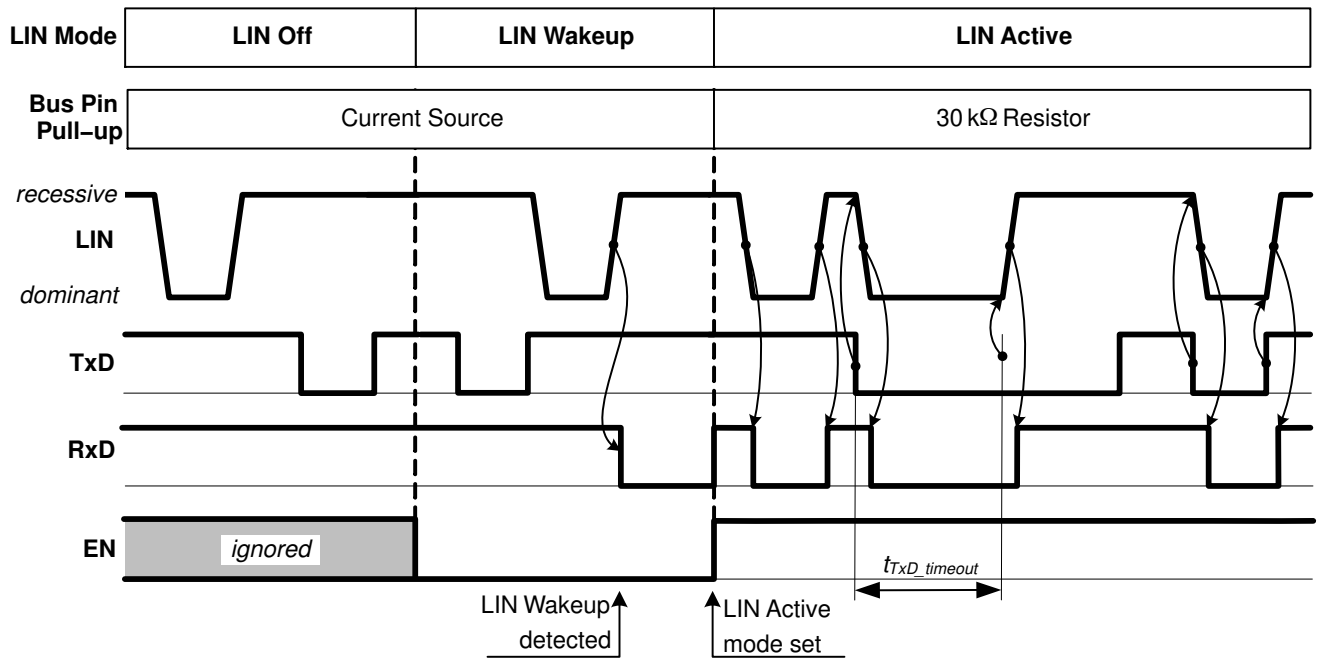 LIN Mode LIN Off LIN Wakeup LIN Active
Bus Pin
Pull–up Current Source 30 kΩ Resistor
recessive
LIN
dominant
TxD
RxD
EN ignored
tTxD_timeout
LIN Wakeup
detected
LIN Active
mode set